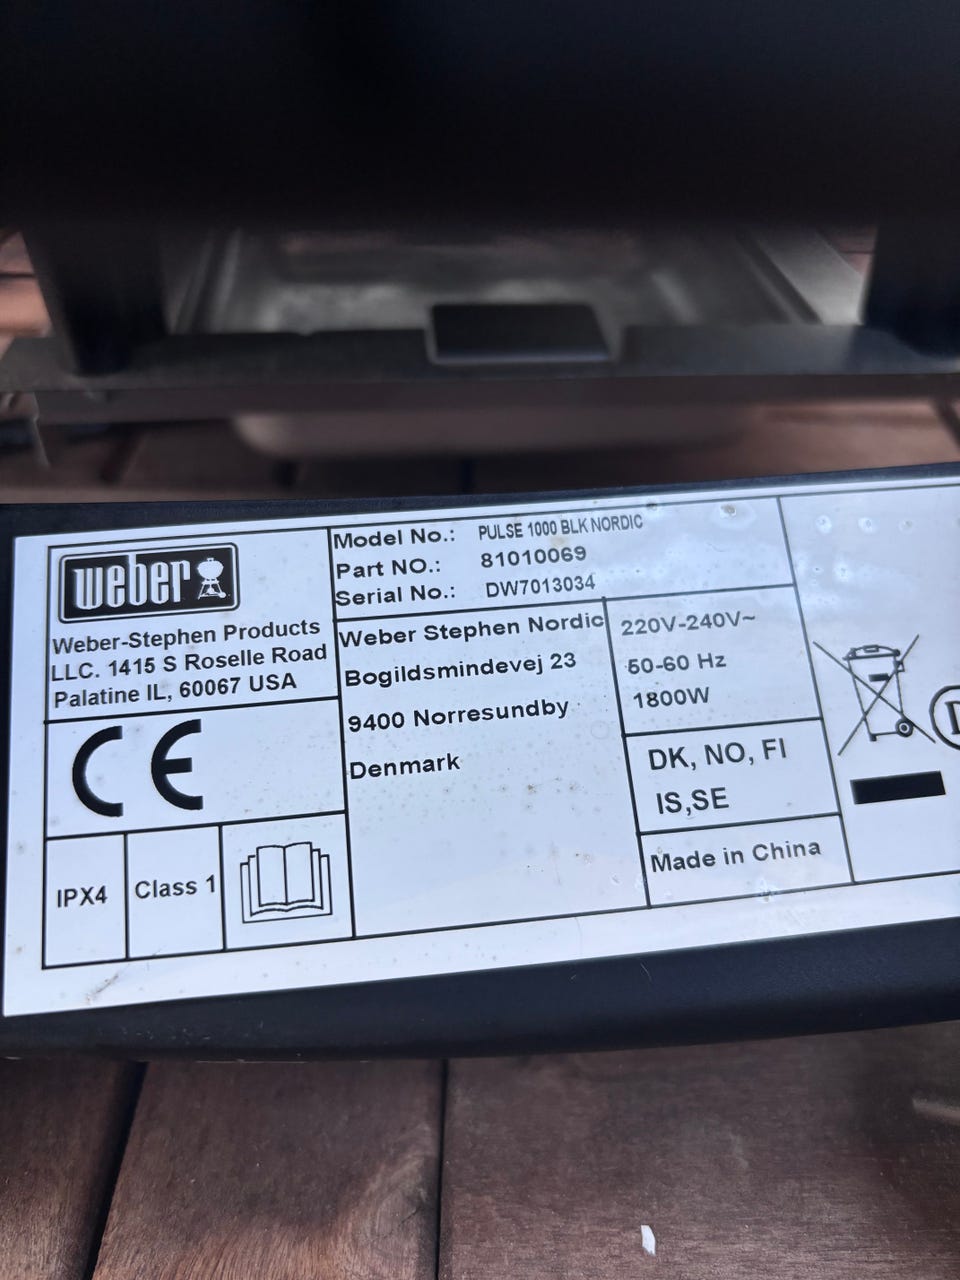 weber
Weber-Stephen Products
LLC. 1415 S Roselle Road
Palatine IL, 60067 USA
CE
IPX4
Class 1
Model No.: PULSE 1000 BLK NORDIC
Part NO.: 81010069
Serial No.: DW7013034
Weber Stephen Nordic
Bogildsmindevej 23
9400 Norresundby
Denmark
220V-240V~
50-60 Hz
1800W
DK, NO, FI
IS,SE
Made in China